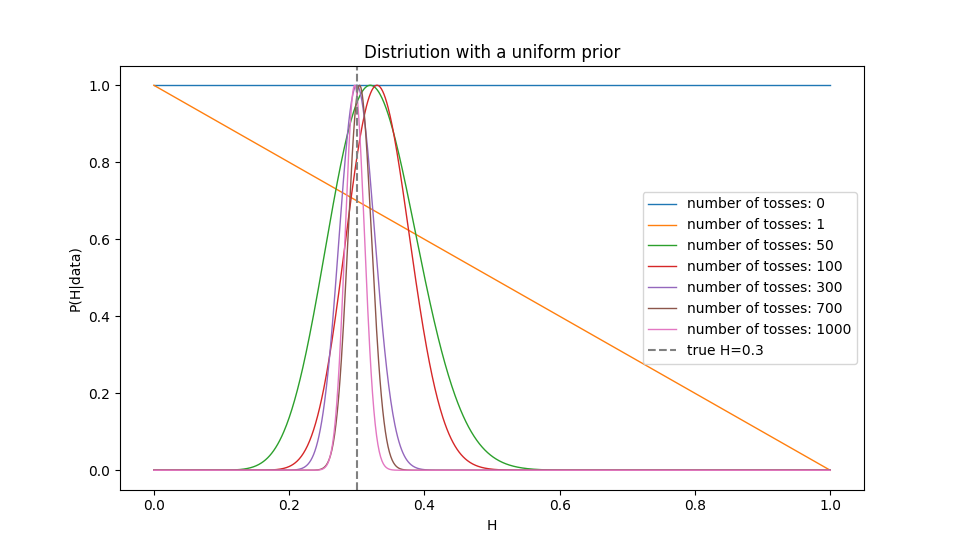 Distriution with a uniform prior
P(H|data)
1.0
0.8
0.6
0.4
0.2
0.0
number of tosses: 0
number of tosses: 1
number of tosses: 50
number of tosses: 100
number of tosses: 300
number of tosses: 700
number of tosses: 1000
true H=0.3
0.0 0.2 0.4 0.6 0.8 1.0
H